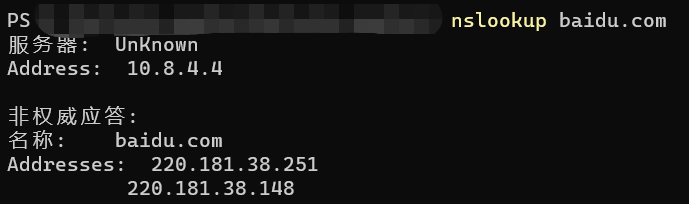 PS nslookup baidu.com
服务器:  UnKnown
Address:  10.8.4.4
非权威应答:
名称:    baidu.com
Addresses:  220.181.38.251
220.181.38.148